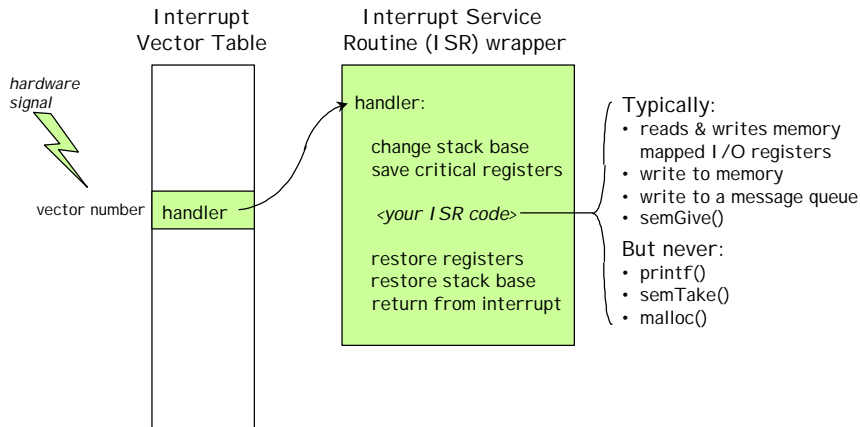 Interrupt
Vector Table
Interrupt Service
Routine (ISR) wrapper
hardware
signal
vector number
handler
handler:
change stack base
save critical registers
<your ISR code>
restore registers
restore stack base
return from interrupt
Typically:
• reads & writes memory
mapped I/O registers
• write to memory
• write to a message queue
• semGive()
But never:
• printf()
• semTake()
• malloc()